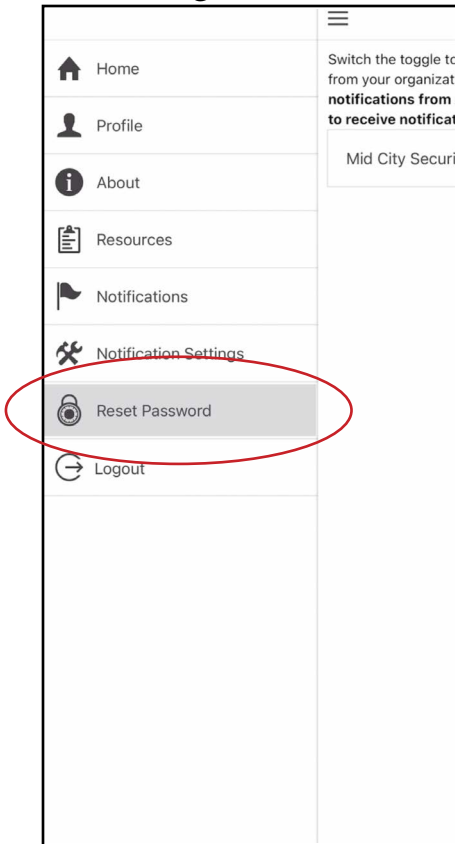 Home
Profile
About
Resources
Notifications
Notification Settings
Reset Password
Logout
Switch the toggle to
from your organizat
notifications from
to receive notificat
Mid City Securi